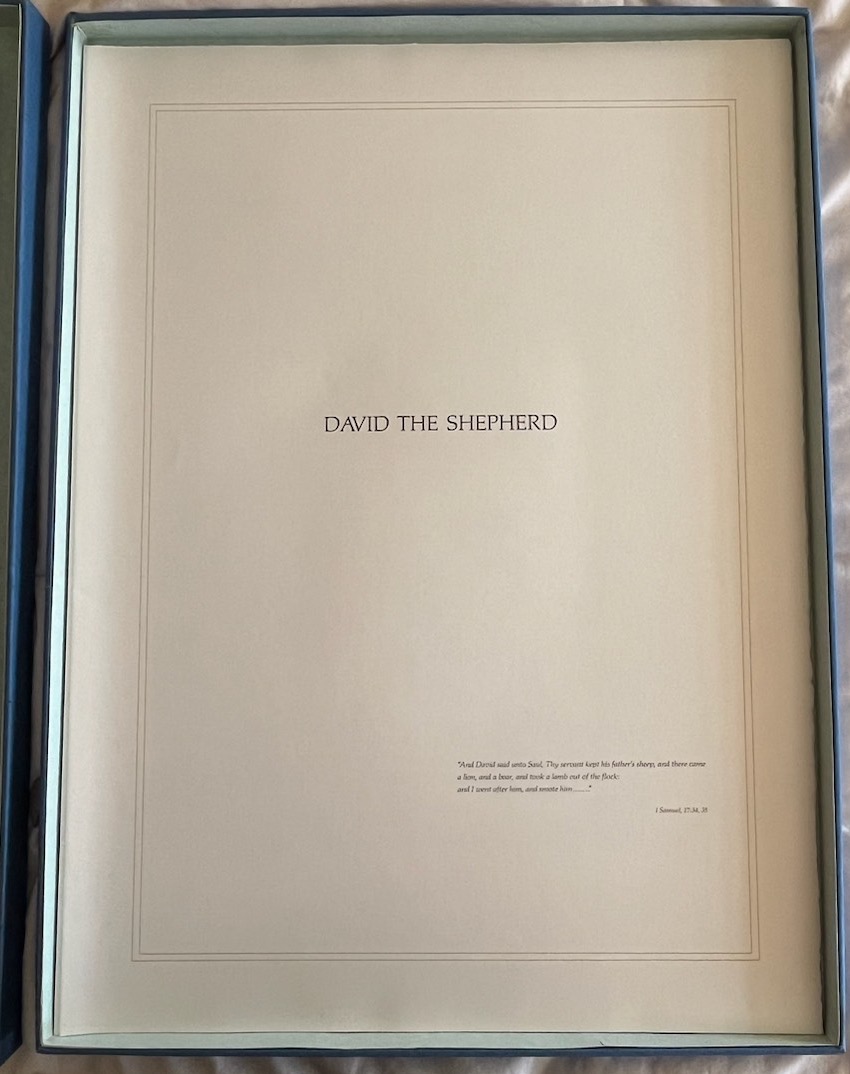 DAVID THE SHEPHERD
"And David said unto Saul, Thy servant kept his father's sheep, and there came
a lion, and a bear, and took a lamb out of the flock:
and I went after him, and smote him........"
I Samuel, 17:34, 35